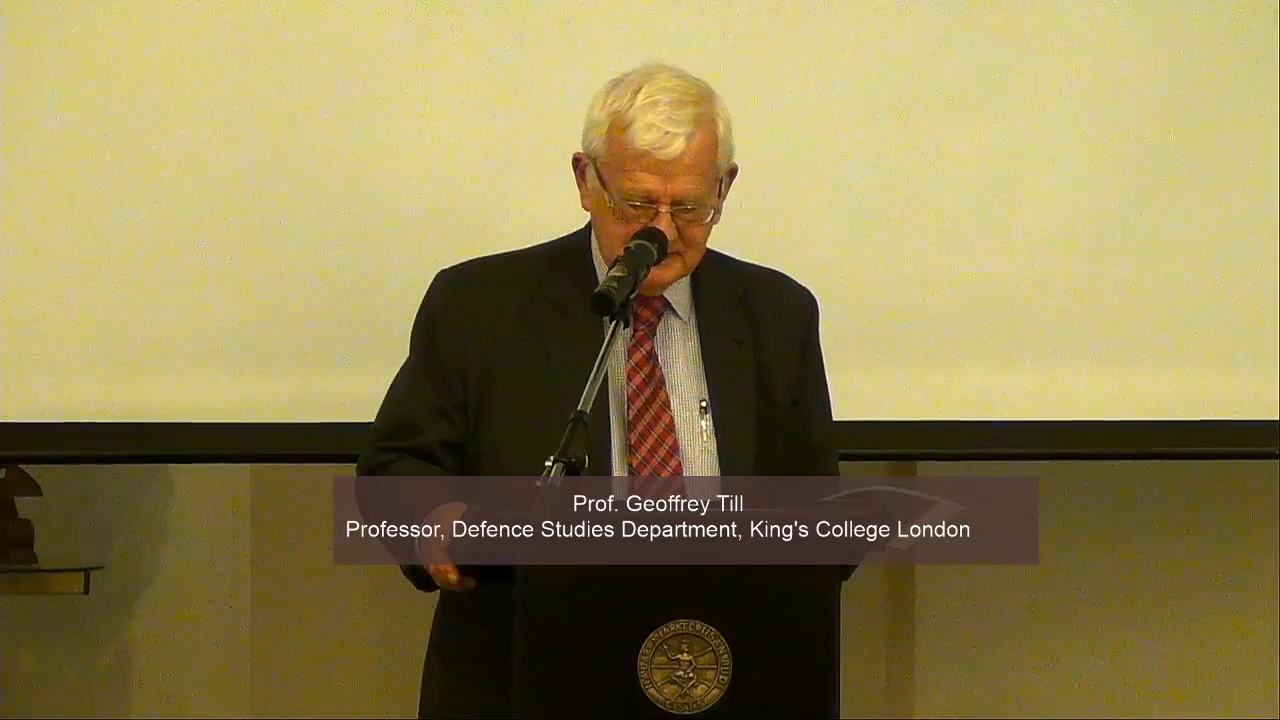 Prof. Geoffrey Till
Professor, Defence Studies Department, King's College London